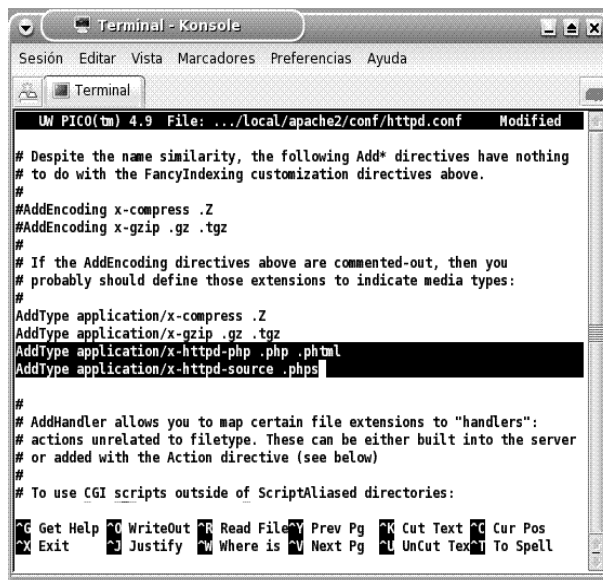 Terminal - Konsole
Sesión Editar Vista Marcadores Preferencias Ayuda
Terminal
UW PICO(tm) 4.9 File: .../local/apache2/conf/httpd.conf Modified
# Despite the name similarity, the following Add* directives have nothing
# to do with the FancyIndexing customization directives above.
#
#AddEncoding x-compress .Z
#AddEncoding x-gzip .gz .tgz
#
# If the AddEncoding directives above are commented-out, then you
# probably should define those extensions to indicate media types:
#
AddType application/x-compress .Z
AddType application/x-gzip .gz .tgz
AddType application/x-httpd-php .php .phtml
AddType application/x-httpd-source .phps
#
# AddHandler allows you to map certain file extensions to "handlers":
# actions unrelated to filetype. These can be either built into the server
# or added with the Action directive (see below)
#
# To use CGI scripts outside of ScriptAliased directories:
^G Get Help ^O WriteOut ^R Read File ^Y Prev Pg ^K Cut Text ^C Cur Pos
^X Exit ^J Justify ^W Where is ^V Next Pg ^U UnCut Tex ^T To Spell